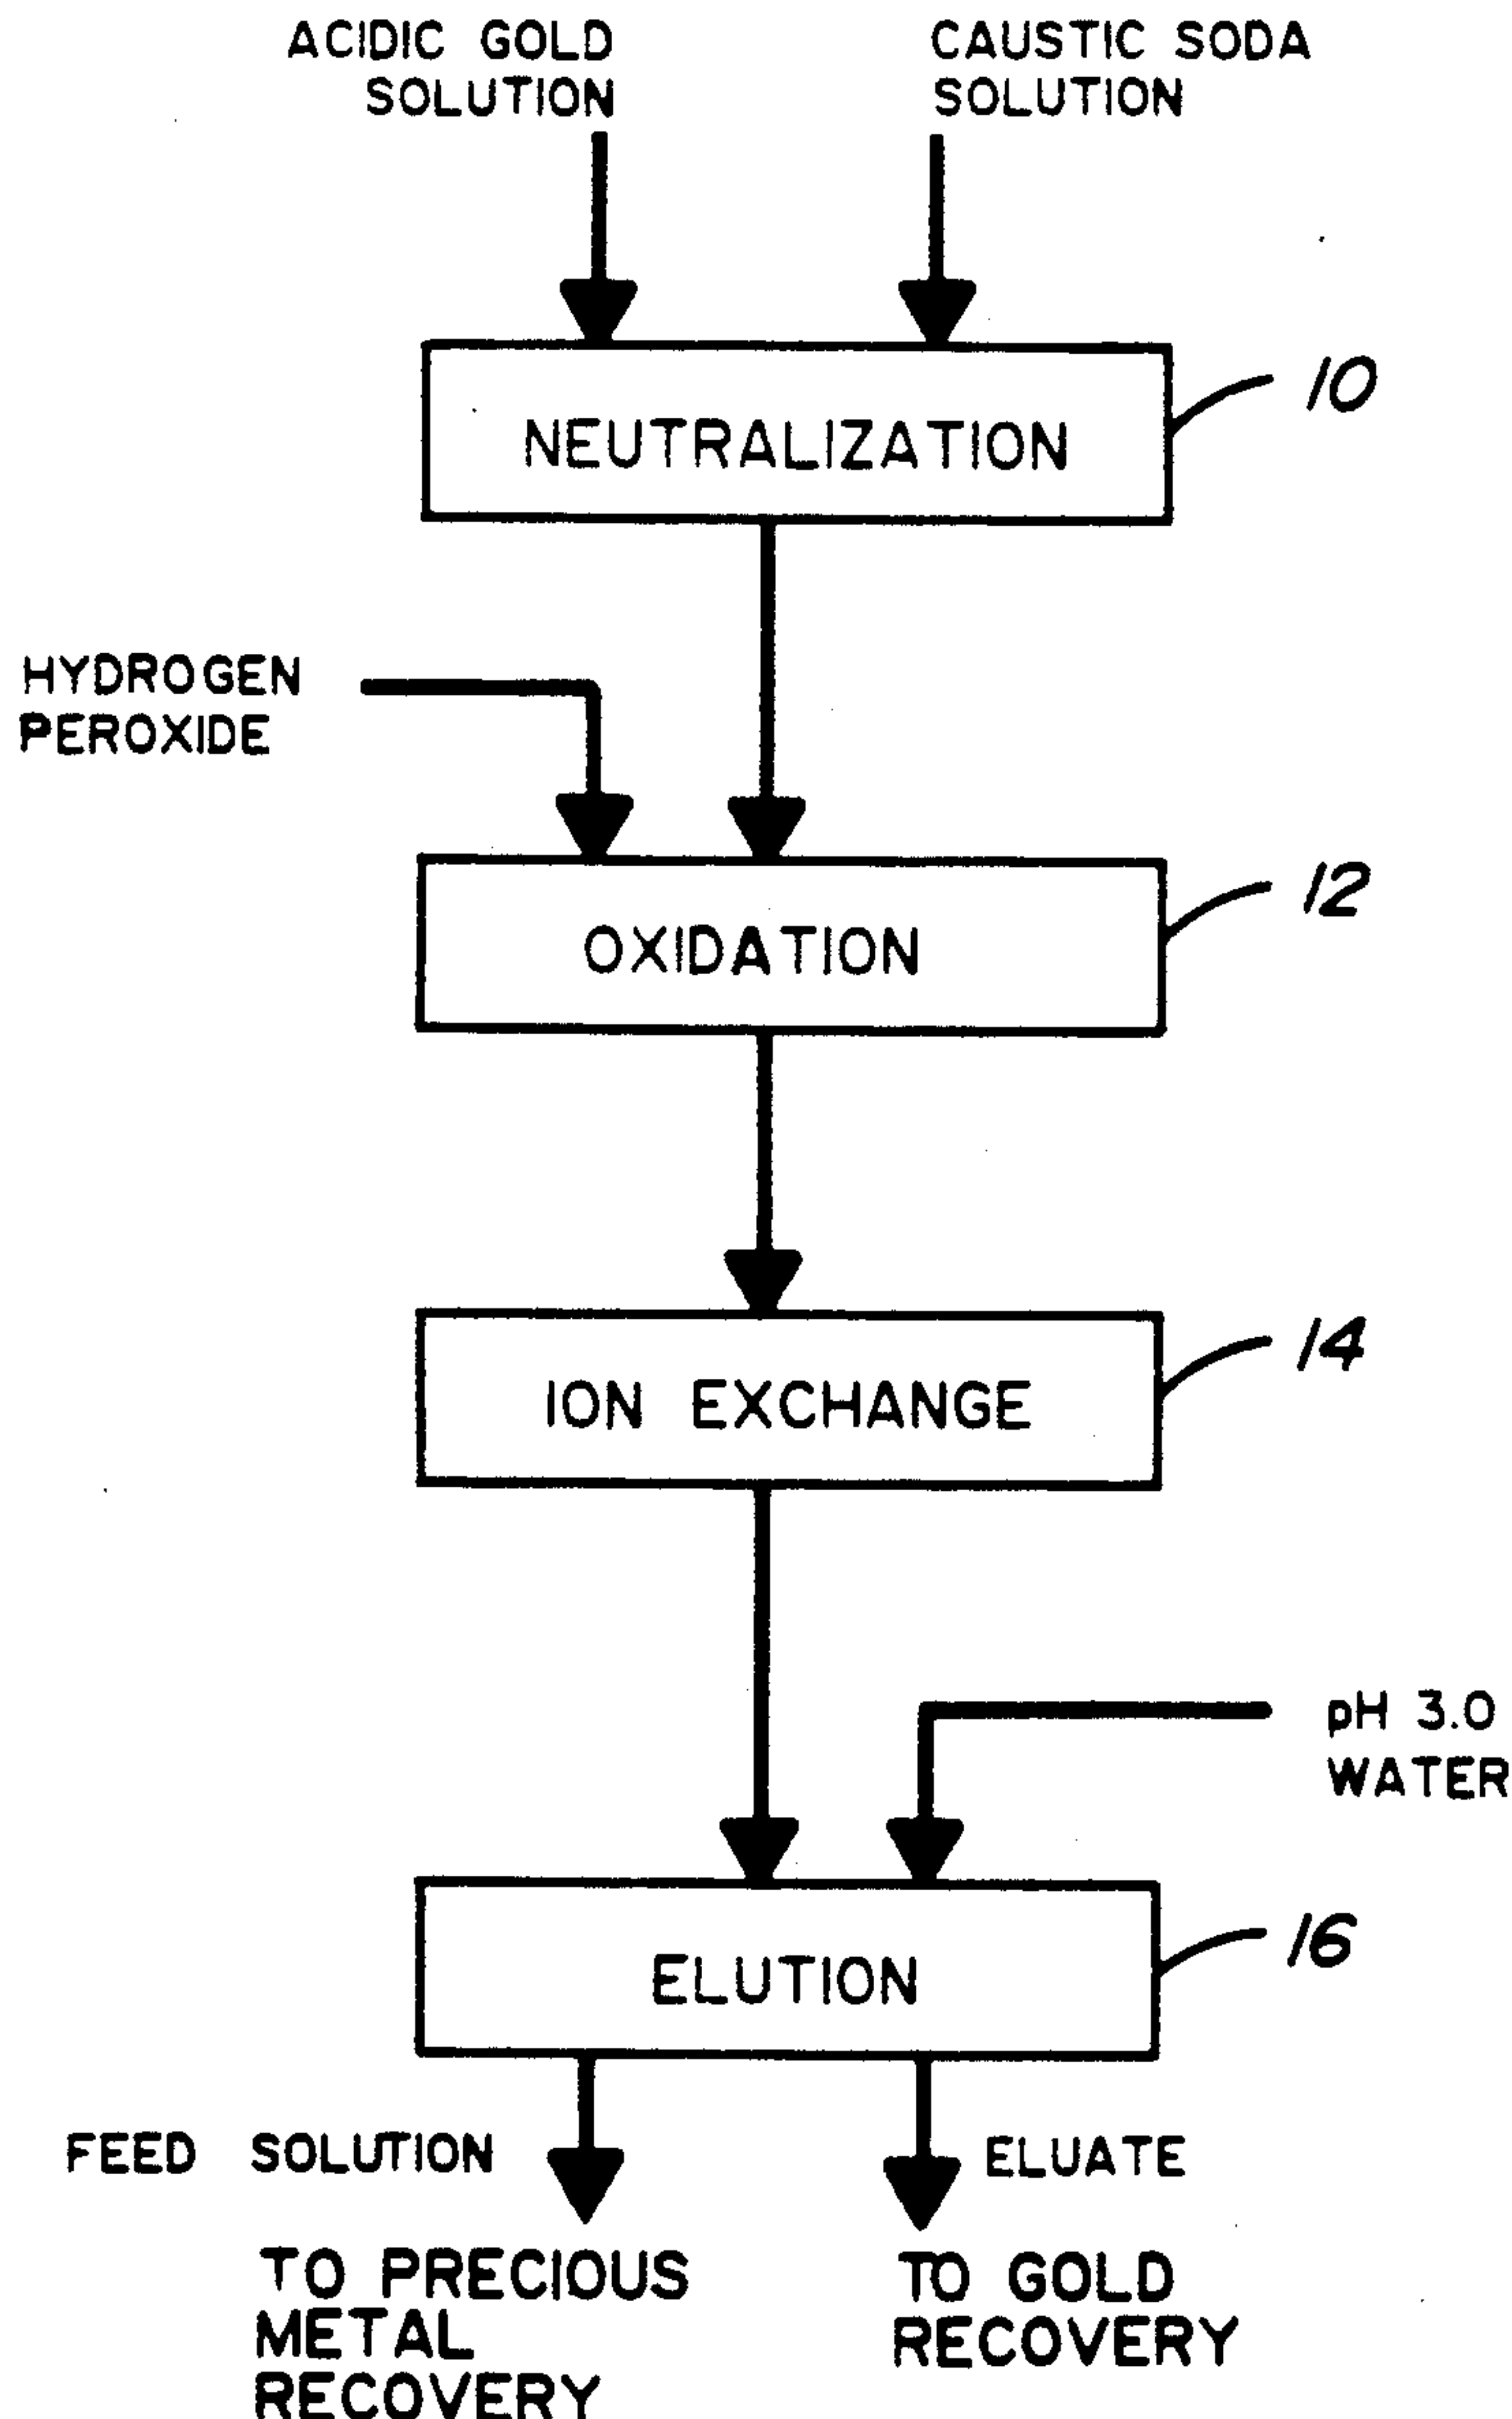 ACIDIC GOLD
SOLUTION
CAUSTIC SODA
SOLUTION
NEUTRALIZATION
10
HYDROGEN
PEROXIDE
OXIDATION
12
ION EXCHANGE
14
pH 3.0
WATER
ELUTION
16
FEED SOLUTION
ELUATE
TO PRECIOUS
METAL
RECOVERY
TO GOLD
RECOVERY